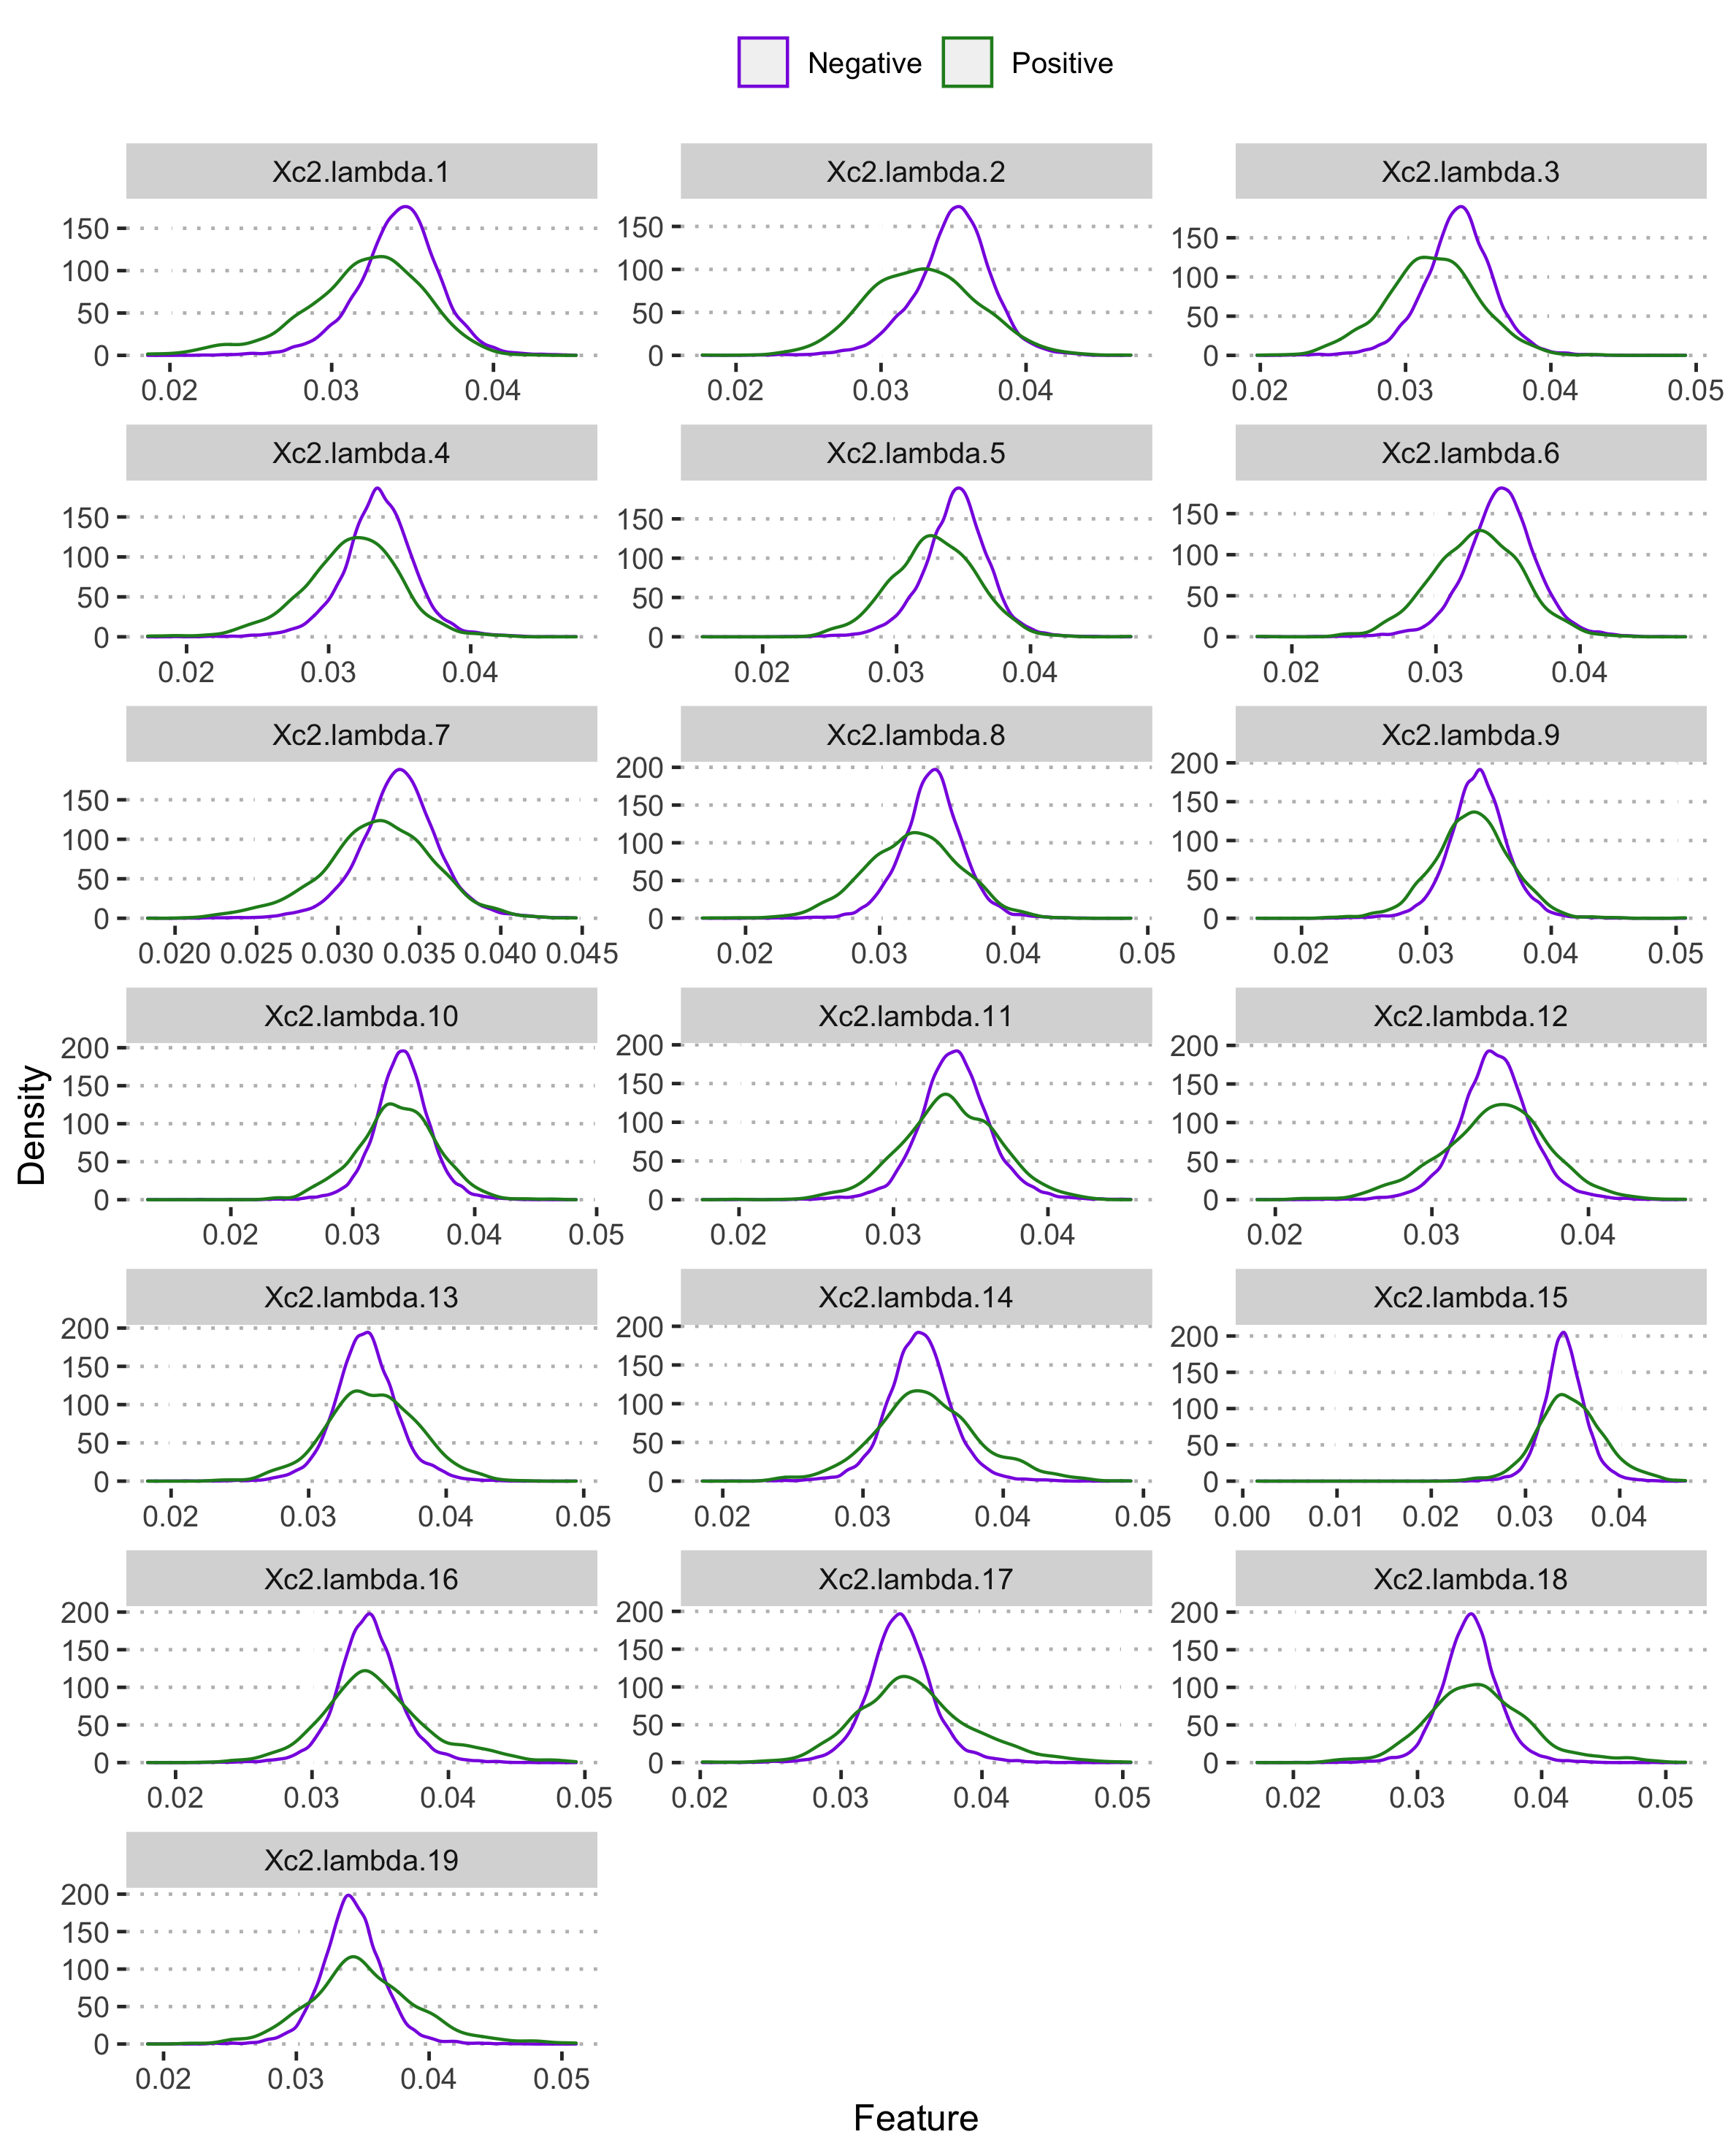 Negative Positive
Xc2.lambda.1 Xc2.lambda.2 Xc2.lambda.3
150 100 50 0 150 100 50 0 150 100 50 0
0.02 0.03 0.04 0.02 0.03 0.04 0.02 0.03 0.04 0.05
Xc2.lambda.4 Xc2.lambda.5 Xc2.lambda.6
150 100 50 0 150 100 50 0 150 100 50 0
0.02 0.03 0.04 0.02 0.03 0.04 0.02 0.03 0.04
Xc2.lambda.7 Xc2.lambda.8 Xc2.lambda.9
150 100 50 0 200 150 100 50 0 200 150 100 50 0
0.020 0.025 0.030 0.035 0.040 0.045 0.02 0.03 0.04 0.05 0.02 0.03 0.04 0.05
Xc2.lambda.10 Xc2.lambda.11 Xc2.lambda.12
200 150 100 50 0 200 150 100 50 0 200 150 100 50 0
0.02 0.03 0.04 0.05 0.02 0.03 0.04 0.02 0.03 0.04
Density
Xc2.lambda.13 Xc2.lambda.14 Xc2.lambda.15
200 150 100 50 0 200 150 100 50 0 200 150 100 50 0
0.02 0.03 0.04 0.05 0.02 0.03 0.04 0.05 0.00 0.01 0.02 0.03 0.04
Xc2.lambda.16 Xc2.lambda.17 Xc2.lambda.18
200 150 100 50 0 200 150 100 50 0 200 150 100 50 0
0.02 0.03 0.04 0.05 0.02 0.03 0.04 0.05 0.02 0.03 0.04 0.05
Xc2.lambda.19
200 150 100 50 0
0.02 0.03 0.04 0.05
Feature